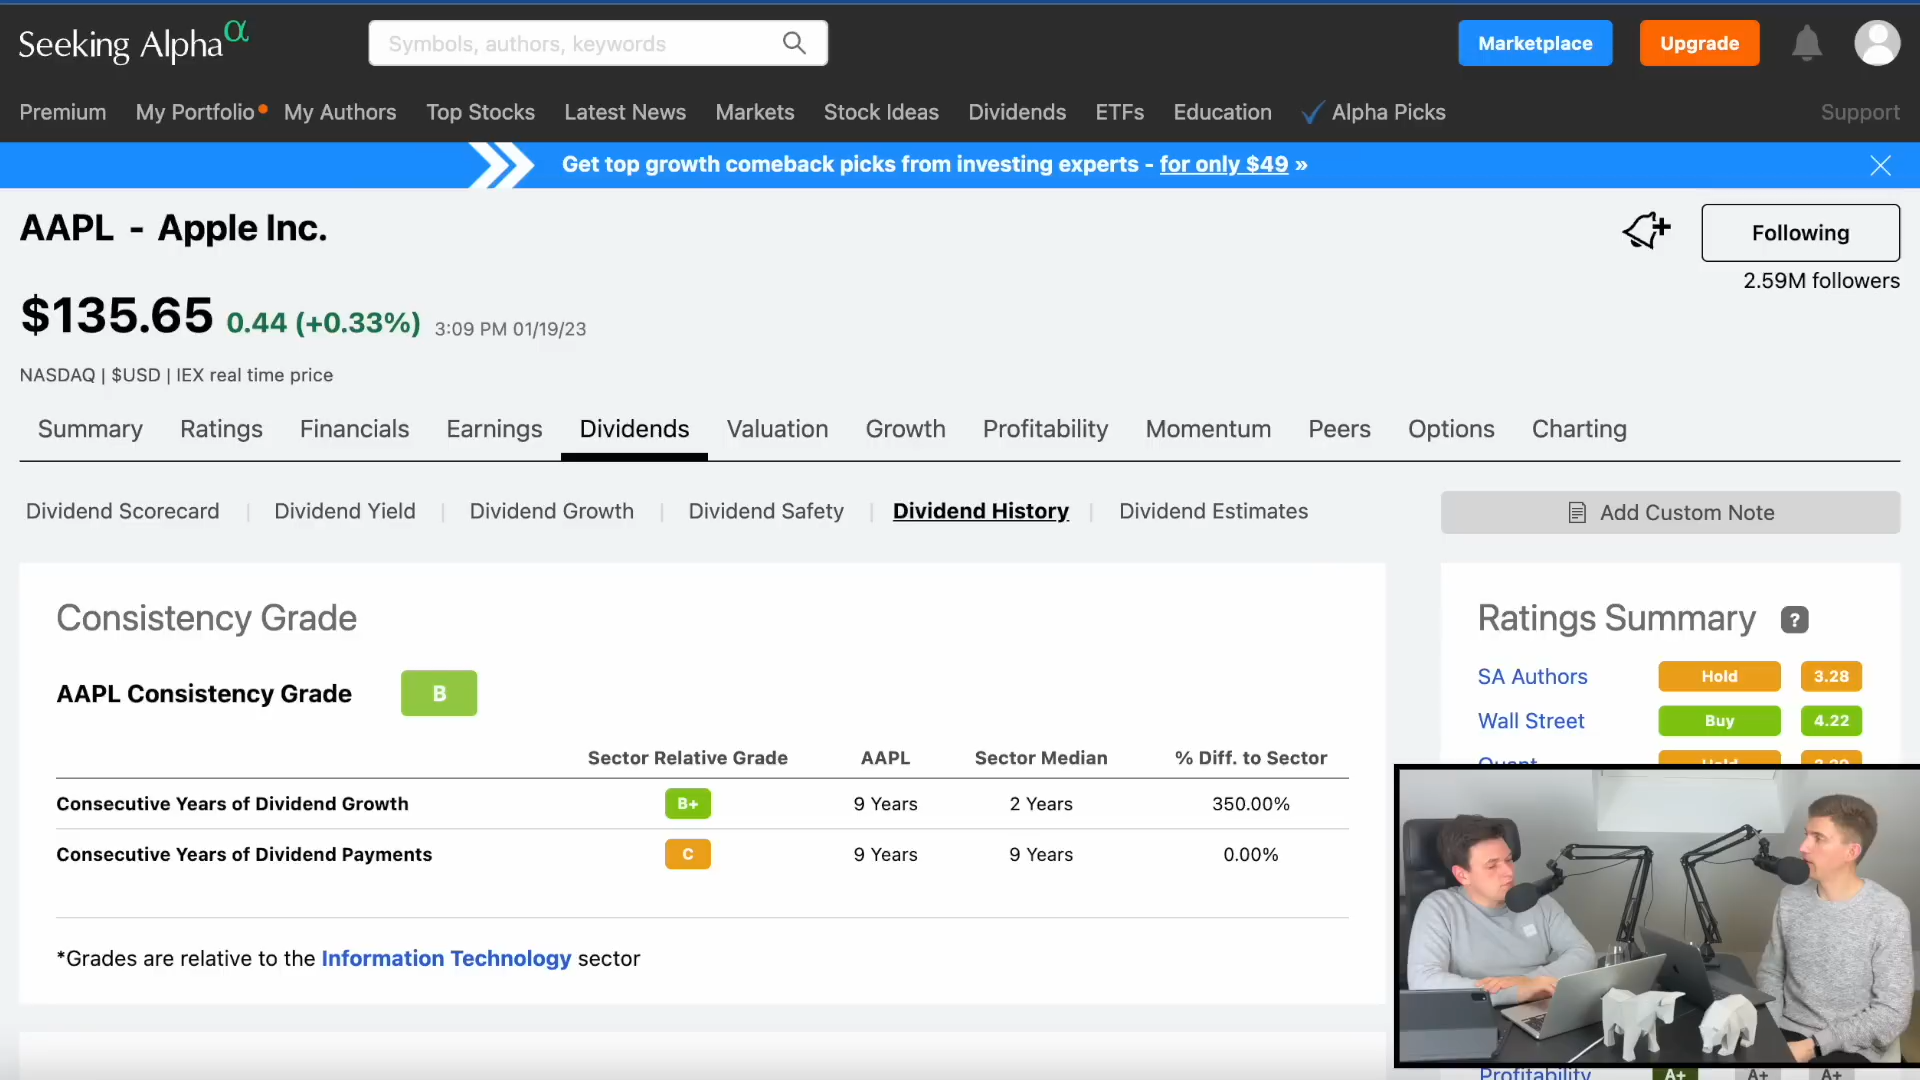 Seeking Alpha α
Symbols, authors, keywords
Marketplace
Upgrade
Premium My Portfolio My Authors Top Stocks Latest News Markets Stock Ideas Dividends ETFs Education Alpha Picks Support
Get top growth comeback picks from investing experts - for only $49 »
AAPL - Apple Inc.
Following
2.59M followers
$135.65 0.44 (+0.33%) 3:09 PM 01/19/23
NASDAQ | $USD | IEX real time price
Summary Ratings Financials Earnings Dividends Valuation Growth Profitability Momentum Peers Options Charting
Dividend Scorecard | Dividend Yield | Dividend Growth | Dividend Safety | Dividend History | Dividend Estimates
Add Custom Note
Consistency Grade
AAPL Consistency Grade B
Sector Relative Grade AAPL Sector Median % Diff. to Sector
Consecutive Years of Dividend Growth B+ 9 Years 2 Years 350.00%
Consecutive Years of Dividend Payments C 9 Years 9 Years 0.00%
*Grades are relative to the Information Technology sector
Ratings Summary ?
SA Authors Hold 3.28
Wall Street Buy 4.22
Quant Hold
Profitability A+ A+ A+